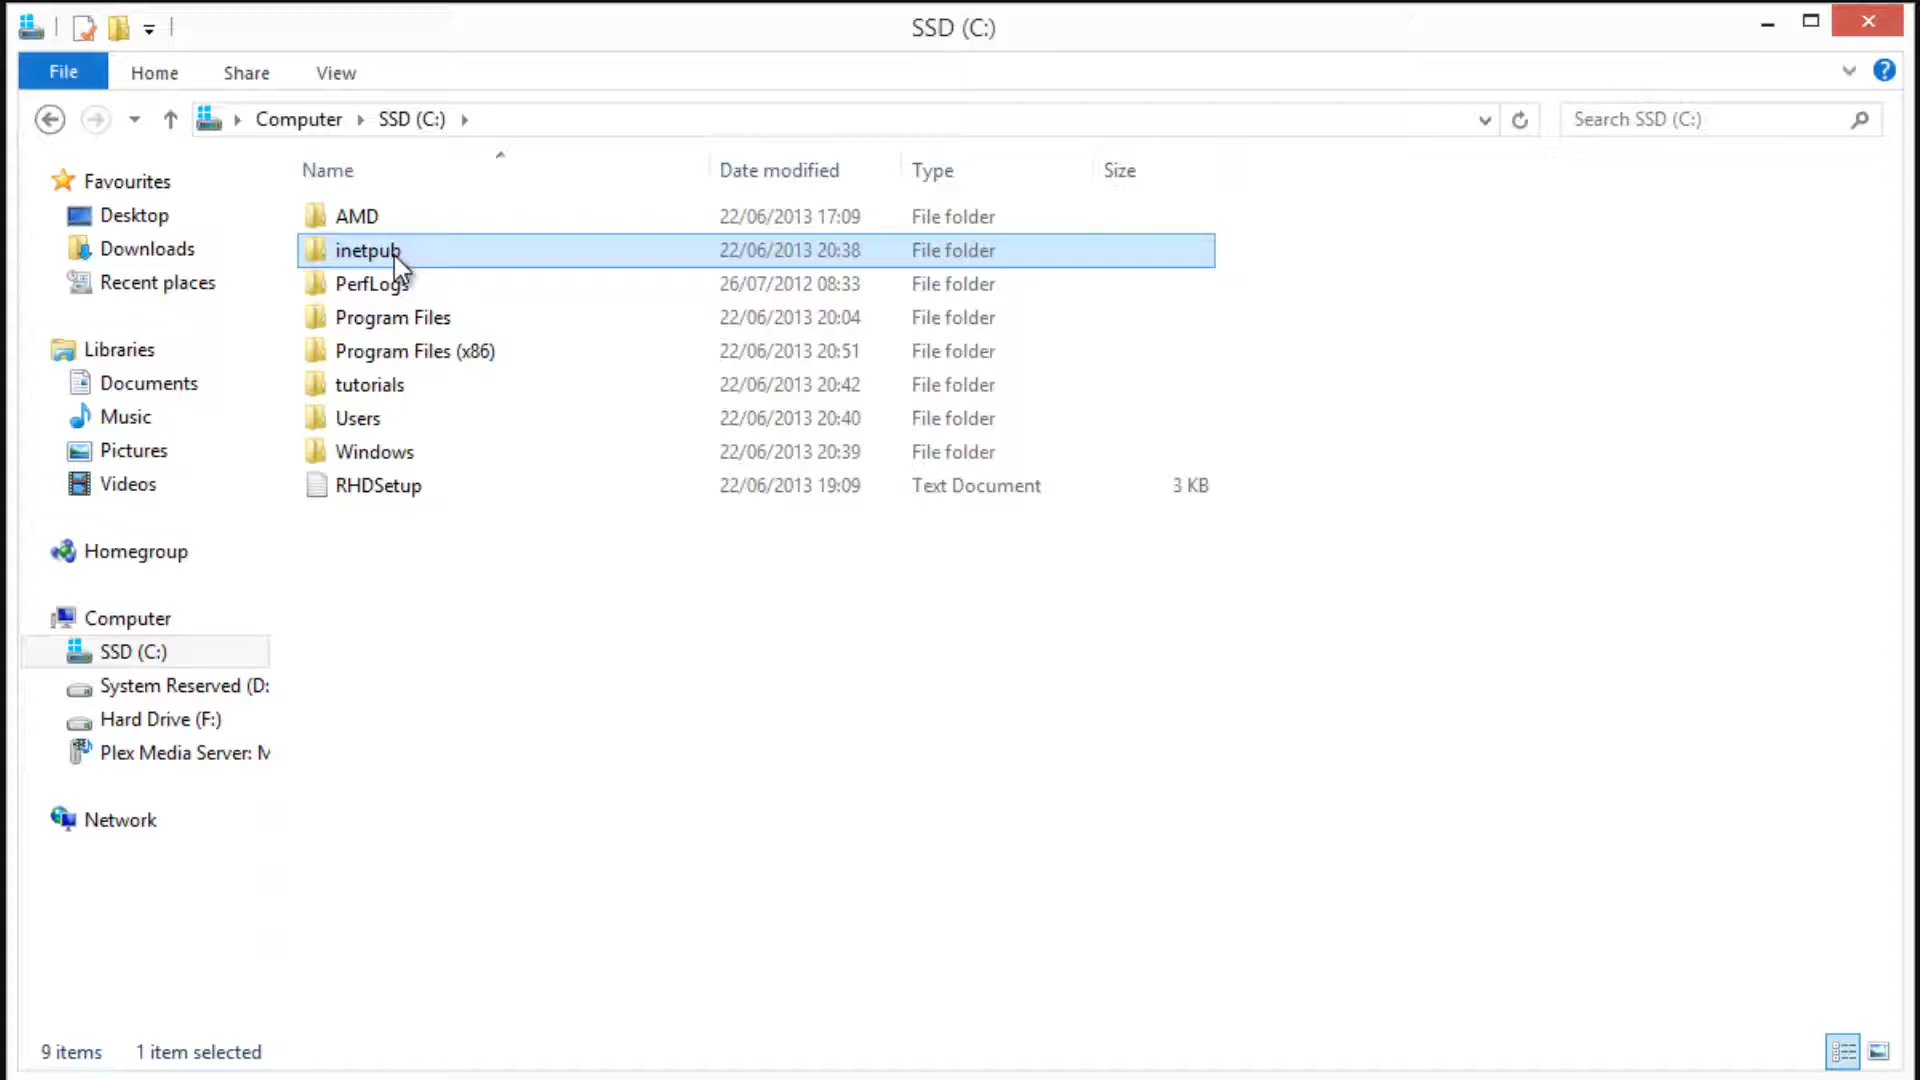 SSD (C:)
File Home Share View
Computer SSD (C:) Search SSD (C:)
Name Date modified Type Size
Favourites
Desktop
Downloads
Recent places
Libraries
Documents
Music
Pictures
Videos
Homegroup
Computer
SSD (C:)
System Reserved (D:
Hard Drive (F:)
Plex Media Server: M
Network
AMD 22/06/2013 17:09 File folder
inetpub 22/06/2013 20:38 File folder
PerfLogs 26/07/2012 08:33 File folder
Program Files 22/06/2013 20:04 File folder
Program Files (x86) 22/06/2013 20:51 File folder
tutorials 22/06/2013 20:42 File folder
Users 22/06/2013 20:40 File folder
Windows 22/06/2013 20:39 File folder
RHDSetup 22/06/2013 19:09 Text Document 3 KB
9 items 1 item selected